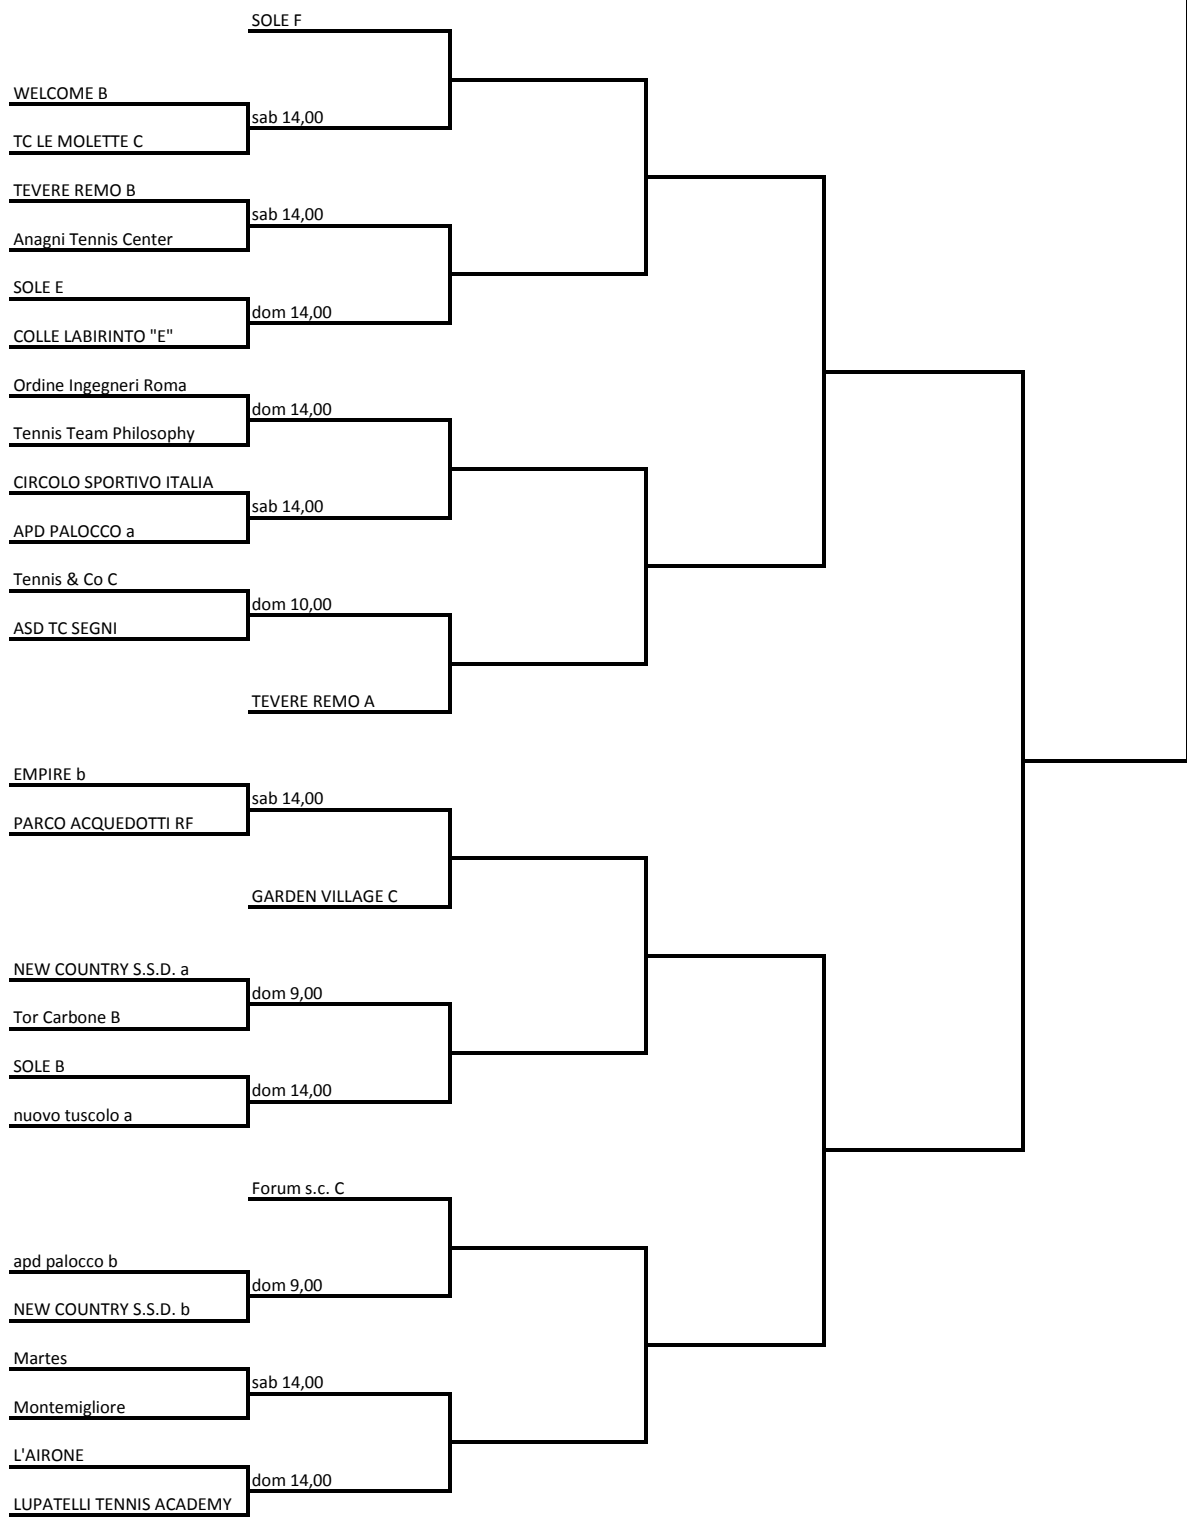 SOLE F
WELCOME B
sab 14,00
TC LE MOLETTE C
TEVERE REMO B
sab 14,00
Anagni Tennis Center
SOLE E
dom 14,00
COLLE LABIRINTO "E"
Ordine Ingegneri Roma
dom 14,00
Tennis Team Philosophy
CIRCOLO SPORTIVO ITALIA
sab 14,00
APD PALOCCO a
Tennis & Co C
dom 10,00
ASD TC SEGNI
TEVERE REMO A
EMPIRE b
sab 14,00
PARCO ACQUEDOTTI RF
GARDEN VILLAGE C
NEW COUNTRY S.S.D. a
dom 9,00
Tor Carbone B
SOLE B
dom 14,00
nuovo tuscolo a
Forum s.c. C
apd palocco b
dom 9,00
NEW COUNTRY S.S.D. b
Martes
sab 14,00
Montemigliore
L'AIRONE
dom 14,00
LUPATELLI TENNIS ACADEMY